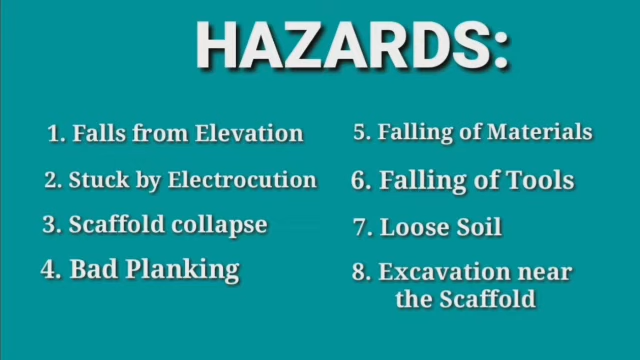 HAZARDS:
1. Falls from Elevation
2. Stuck by Electrocution
3. Scaffold collapse
4. Bad Planking
5. Falling of Materials
6. Falling of Tools
7. Loose Soil
8. Excavation near
the Scaffold